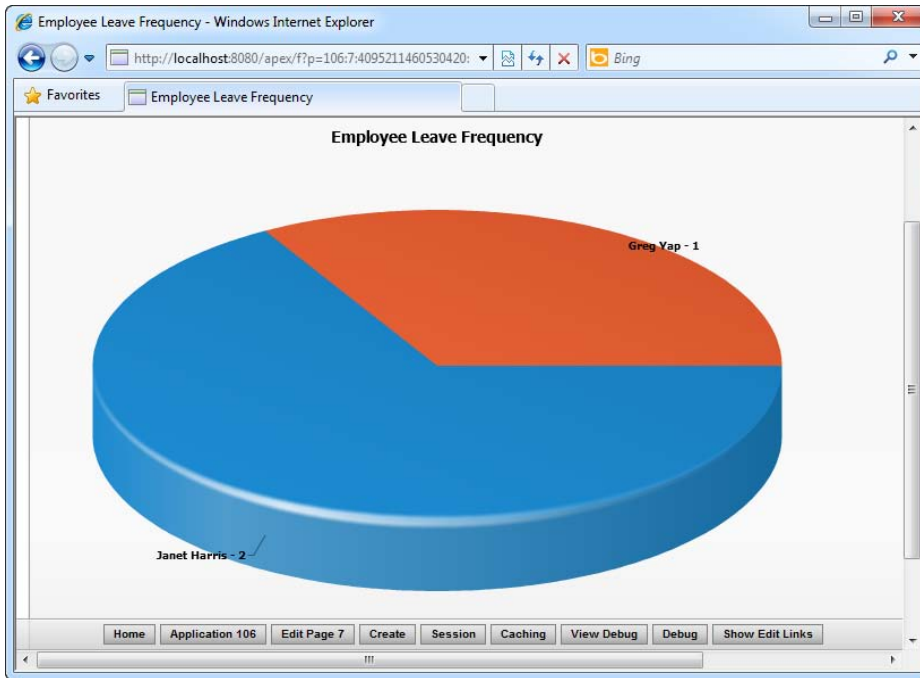 Employee Leave Frequency - Windows Internet Explorer
http://localhost:8080/apex/f?p=106:7:4095211460530420:
Bing
Favorites
Employee Leave Frequency
Employee Leave Frequency
Greg Yap - 1
Janet Harris - 2
Home Application 106 Edit Page 7 Create Session Caching View Debug Debug Show Edit Links